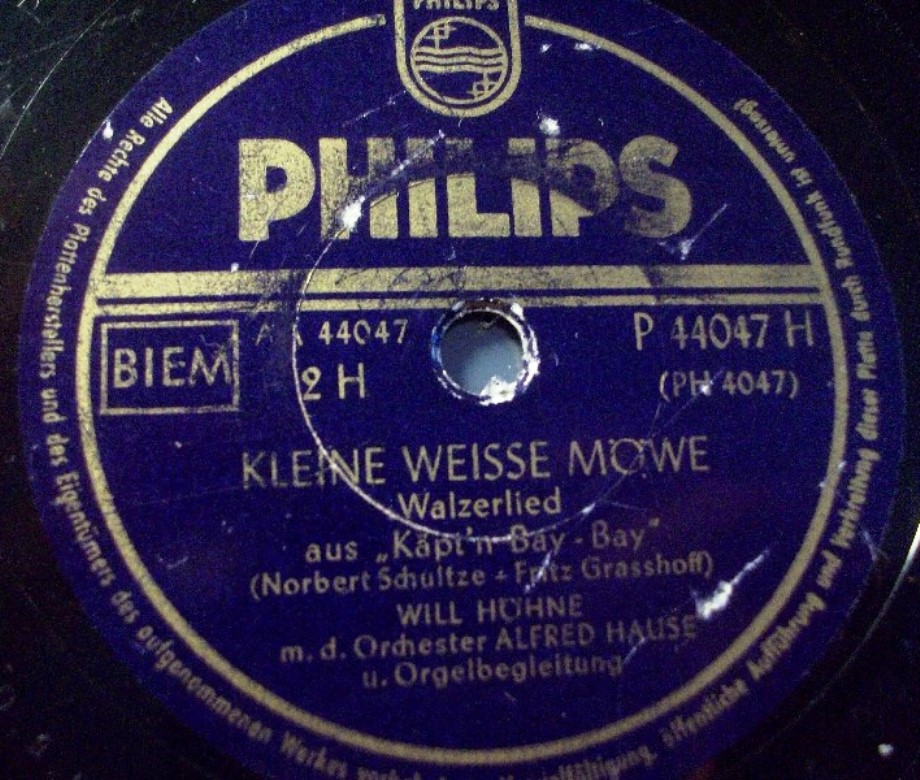 PHILIPS
PHILIPS
BIEM
AA 44047
2 H
P 44047 H
(PH 4047)
KLEINE WEISSE MÖWE
Walzerlied
aus „Käpt'n Bay-Bay"
(Norbert Schultze + Fritz Grasshoff)
WILL HÖHNE
m. d. Orchester ALFRED HAUSE
u. Orgelbegleitung
Alle Rechte des Plattenherstellers und des Eigentümers des aufgenommenen Werkes
öffentliche Aufführung und Verbreitung dieser Platte durch Rundfunk ist untersagt